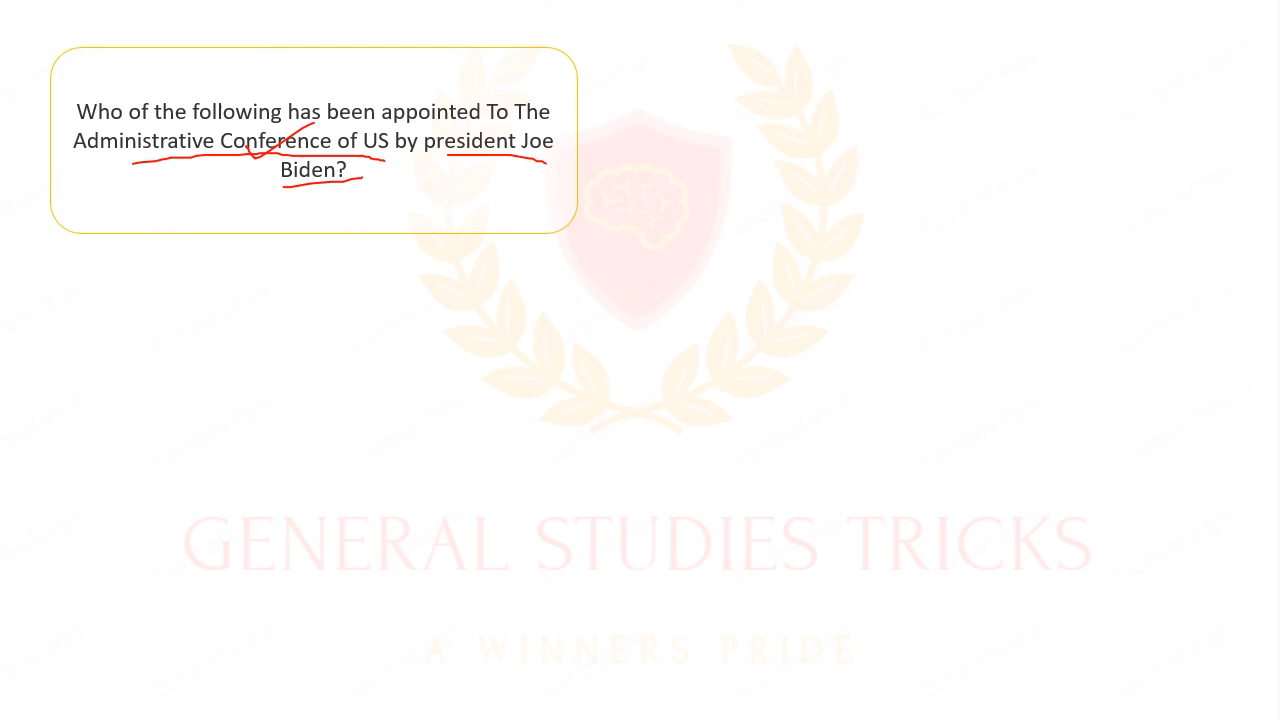 Who of the following has been appointed To The
Administrative Conference of US by president Joe
Biden?
GENERAL STUDIES TRICKS
A WINNERS PRIDE